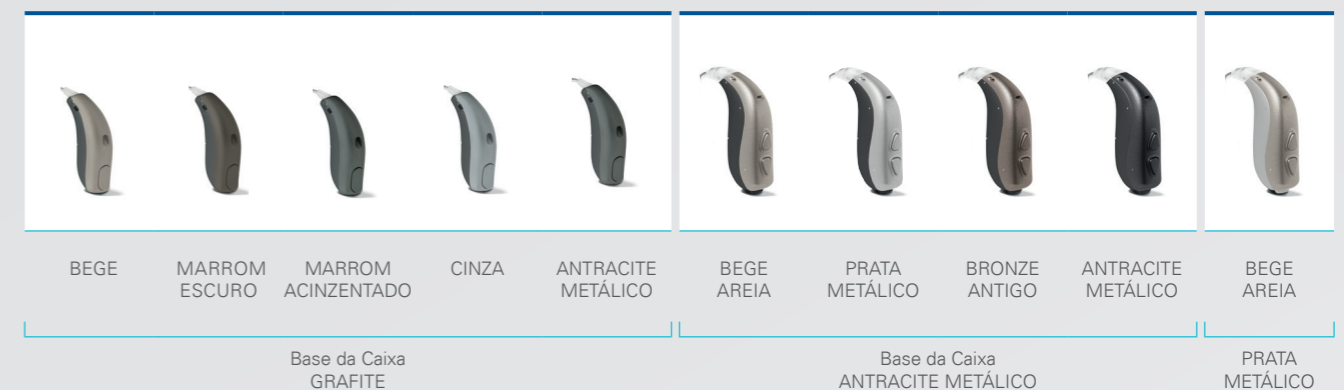 BEGE
MARROM
ESCURO
MARROM
ACINZENTADO
CINZA
ANTRACITE
METÁLICO
BEGE
AREIA
PRATA
METÁLICO
BRONZE
ANTIGO
ANTRACITE
METÁLICO
BEGE
AREIA
Base da Caixa
GRAFITE
Base da Caixa
ANTRACITE METÁLICO
PRATA
METÁLICO